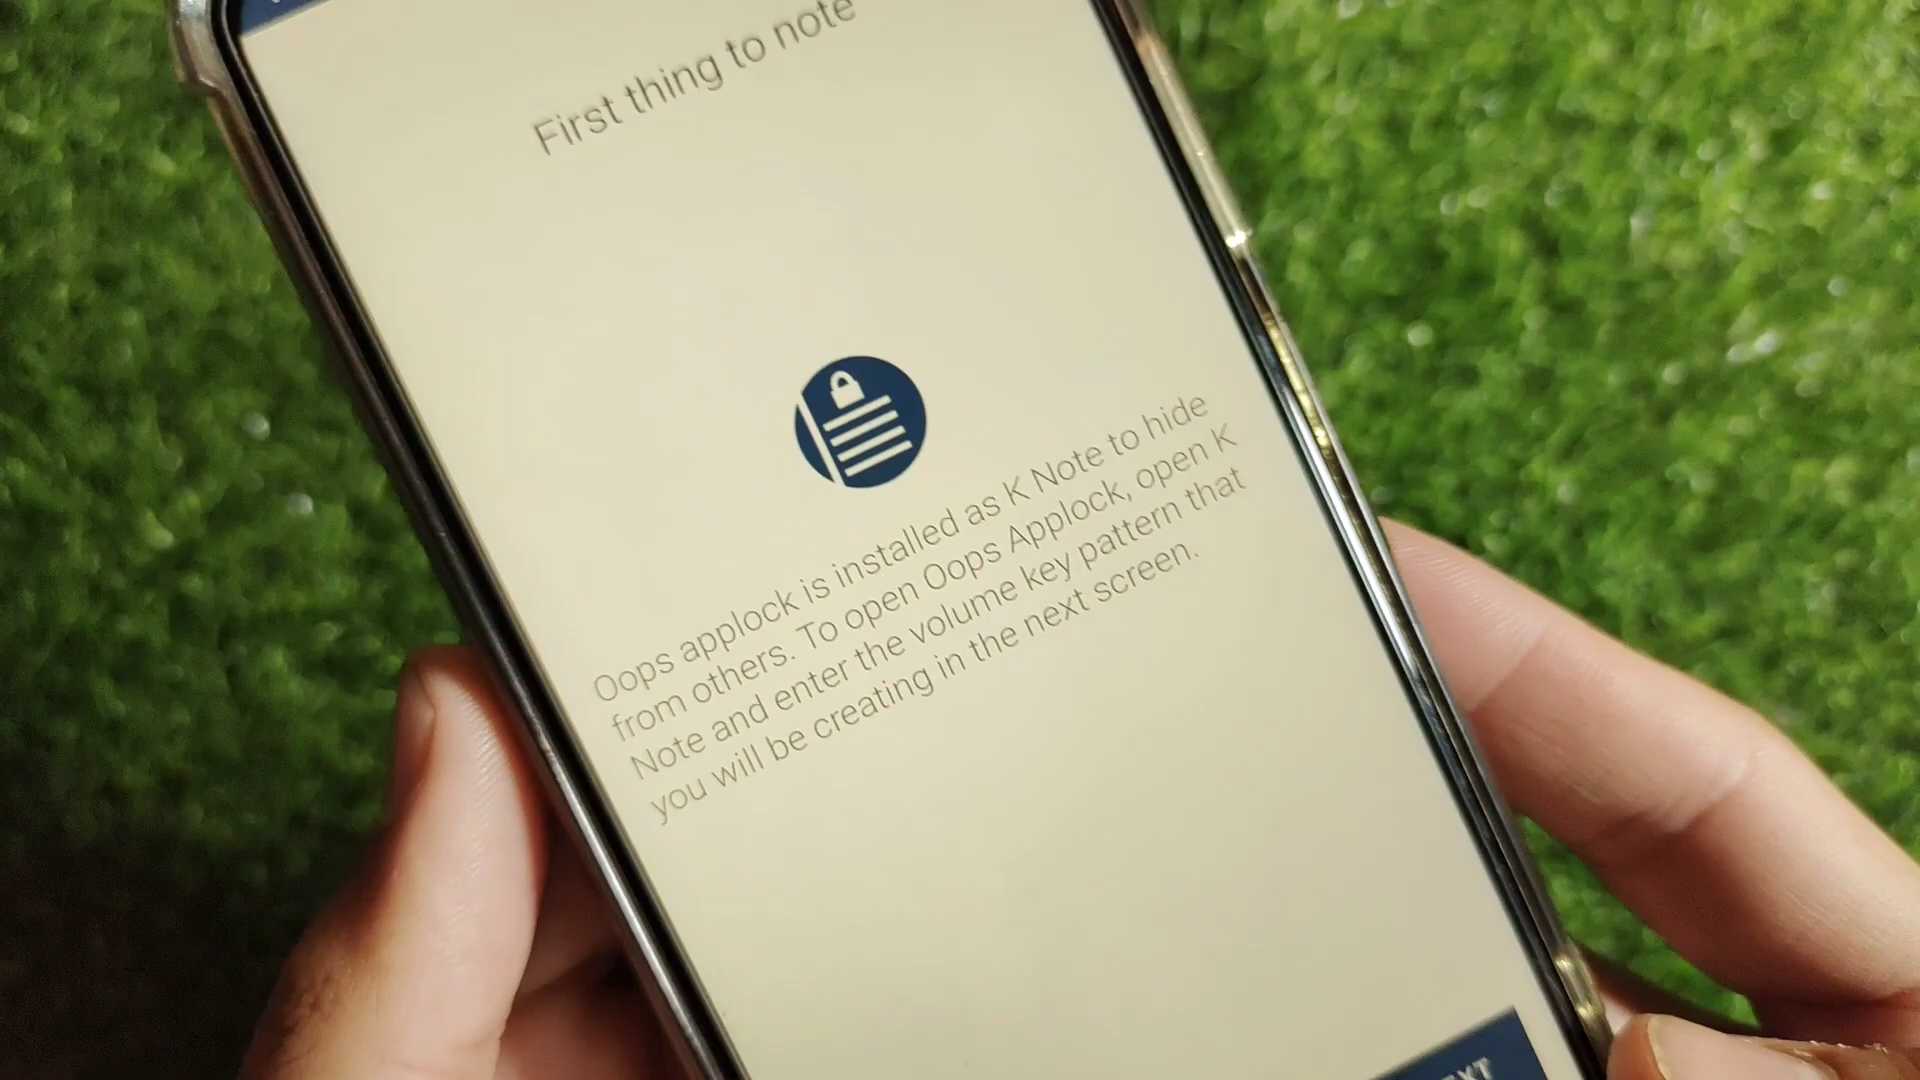 First thing to note
Oops applock is installed as K Note to hide
from others. To open Oops Applock, open K
Note and enter the volume key pattern that
you will be creating in the next screen.